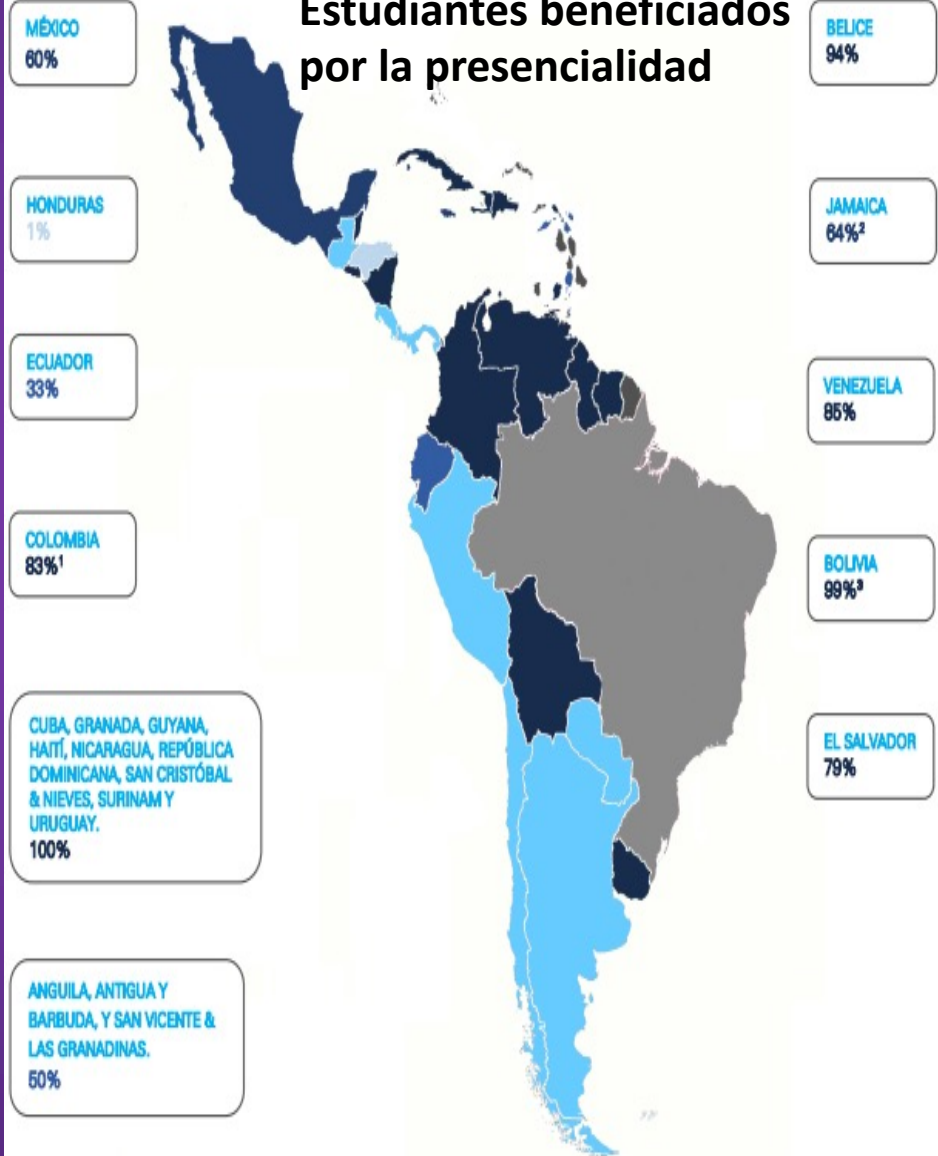 Estudiantes beneficiados
por la presencialidad
MÉXICO
60%
HONDURAS
1%
ECUADOR
33%
COLOMBIA
83%¹
CUBA, GRANADA, GUYANA,
HAITÍ, NICARAGUA, REPÚBLICA
DOMINICANA, SAN CRISTÓBAL
& NIEVES, SURINAM Y
URUGUAY.
100%
ANGUILA, ANTIGUA Y
BARBUDA, Y SAN VICENTE &
LAS GRANADINAS.
50%
BELICE
94%
JAMAICA
64%²
VENEZUELA
85%
BOLIVIA
99%³
EL SALVADOR
79%